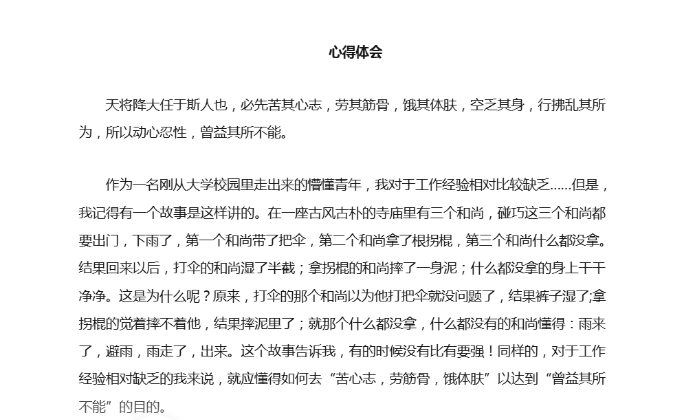 心得体会
天将降大任于斯人也，必先苦其心志，劳其筋骨，饿其体肤，空乏其身，行拂乱其所
为，所以动心忍性，曾益其所不能。
作为一名刚从大学校园里走出来的懵懂青年，我对于工作经验相对比较缺乏……但是，
我记得有一个故事是这样讲的。在一座古风古朴的寺庙里有三个和尚，碰巧这三个和尚都
要出门，下雨了，第一个和尚带了把伞，第二个和尚拿了根拐棍，第三个和尚什么都没拿。
结果回来以后，打伞的和尚湿了半截；拿拐棍的和尚摔了一身泥；什么都没拿的身上干干
净净。这是为什么呢？原来，打伞的那个和尚以为他打把伞就没问题了，结果裤子湿了;拿
拐棍的觉着摔不着他，结果摔泥里了；就那个什么都没拿，什么都没有的和尚懂得：雨来
了，避雨，雨走了，出来。这个故事告诉我，有的时候没有比有要强！同样的，对于工作
经验相对缺乏的我来说，就应懂得如何去“苦心志，劳筋骨，饿体肤”以达到“曾益其所
不能”的目的。